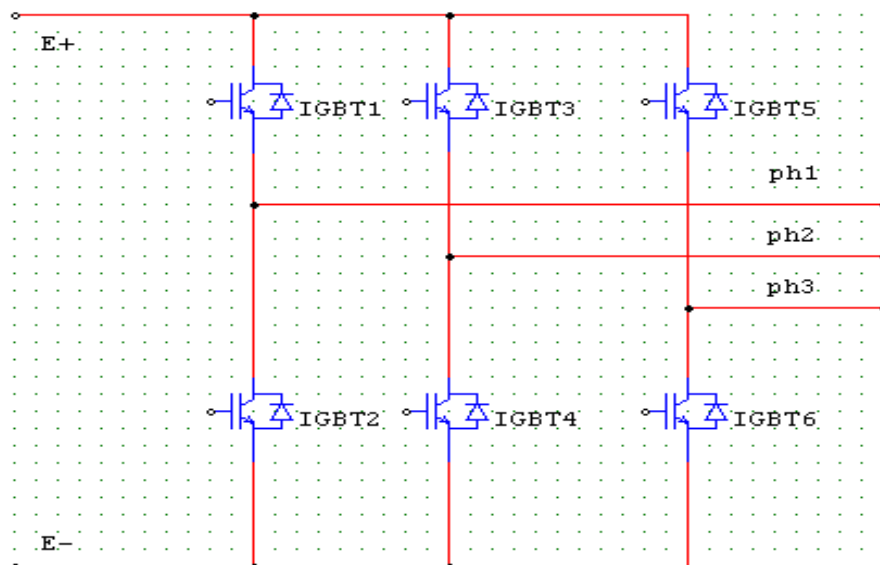 E+
IGBT1
IGBT3
IGBT5
ph1
ph2
ph3
IGBT2
IGBT4
IGBT6
E-